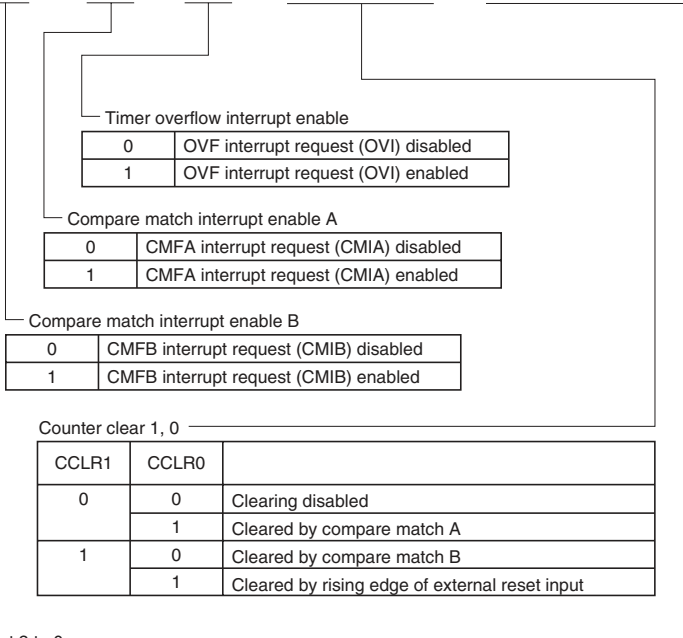 Timer overflow interrupt enable
0 OVF interrupt request (OVI) disabled
1 OVF interrupt request (OVI) enabled
Compare match interrupt enable A
0 CMFA interrupt request (CMIA) disabled
1 CMFA interrupt request (CMIA) enabled
Compare match interrupt enable B
0 CMFB interrupt request (CMIB) disabled
1 CMFB interrupt request (CMIB) enabled
Counter clear 1, 0
CCLR1 CCLR0
0 0 Clearing disabled
1 Cleared by compare match A
1 0 Cleared by compare match B
1 Cleared by rising edge of external reset input